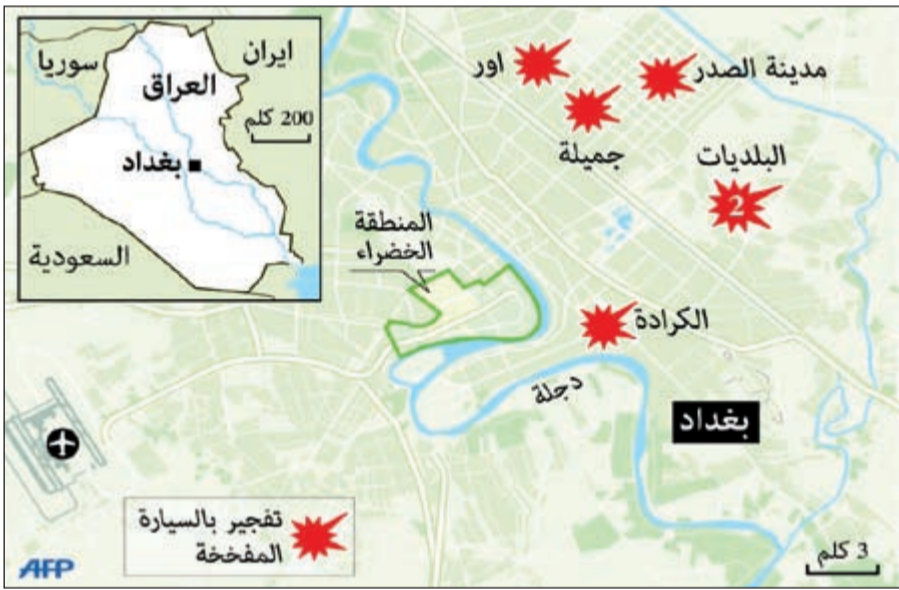 ايران
سوريا
العراق
200 كلم
بغداد
السعودية
اور
مدينة الصدر
جميلة
البلديات
2
المنطقة
الخضراء
الكرادة
دجلة
بغداد
تفجير بالسيارة
المفخخة
3 كلم
AFP